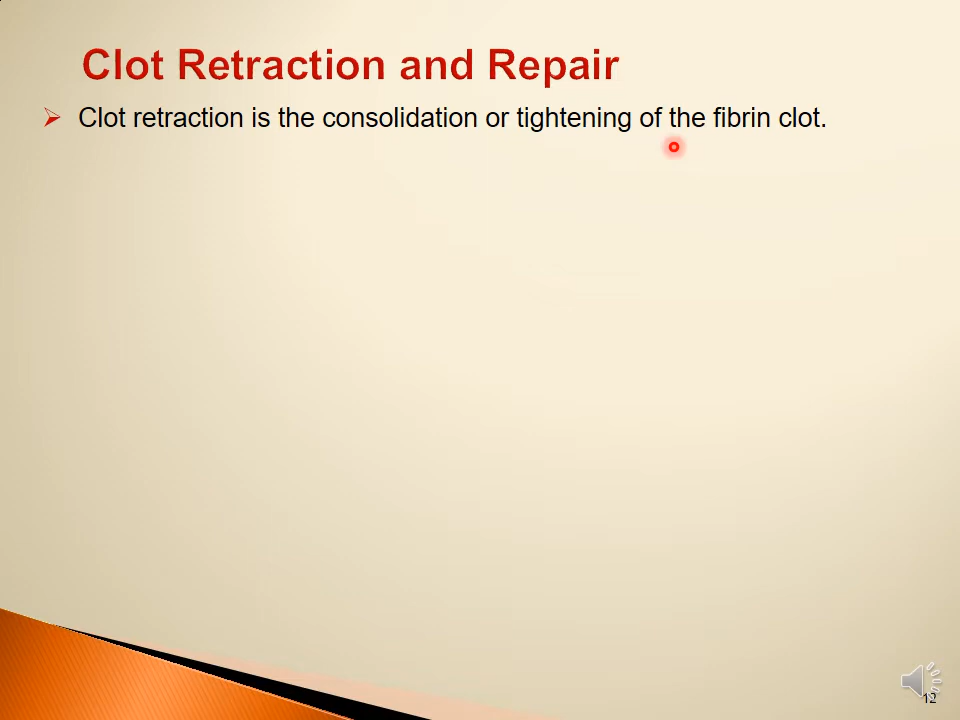 Clot Retraction and Repair
Clot retraction is the consolidation or tightening of the fibrin clot.
12